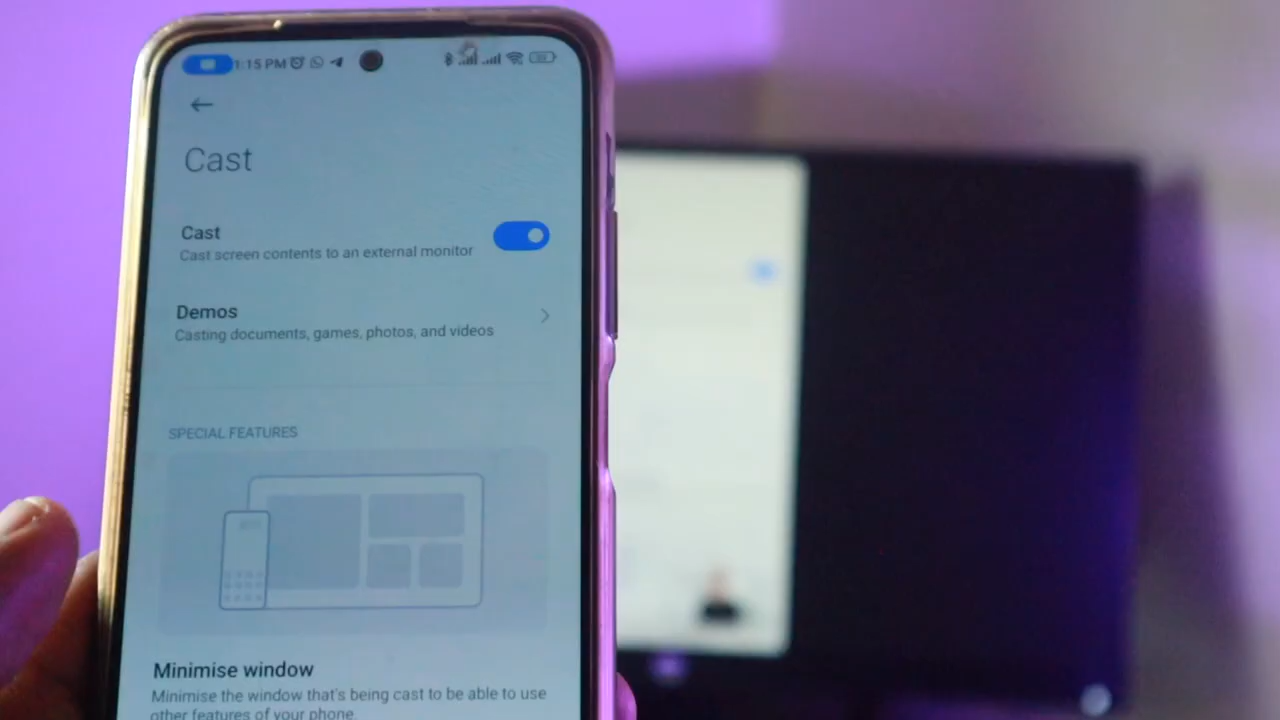 1:15 PM
Cast
Cast
Cast screen contents to an external monitor
Demos
Casting documents, games, photos, and videos
SPECIAL FEATURES
Minimise window
Minimise the window that's being cast to be able to use
other features of your phone.